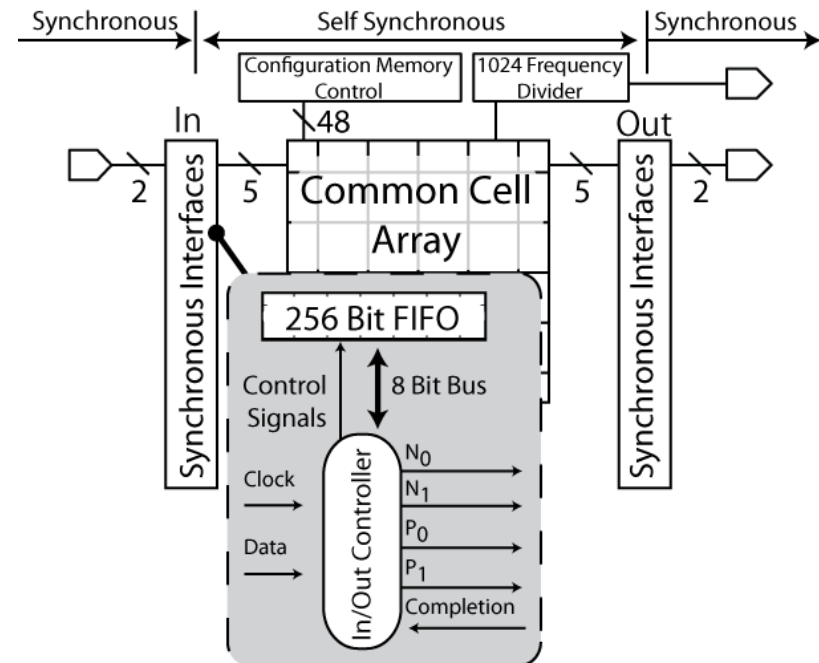 Synchronous
Self Synchronous
Synchronous
Configuration Memory
Control
1024 Frequency
Divider
In
48
Out
2
5
Common Cell
Array
5
2
Synchronous Interfaces
Synchronous Interfaces
256 Bit FIFO
Control
Signals
8 Bit Bus
In/Out Controller
Clock
Data
N0
N1
P0
P1
Completion